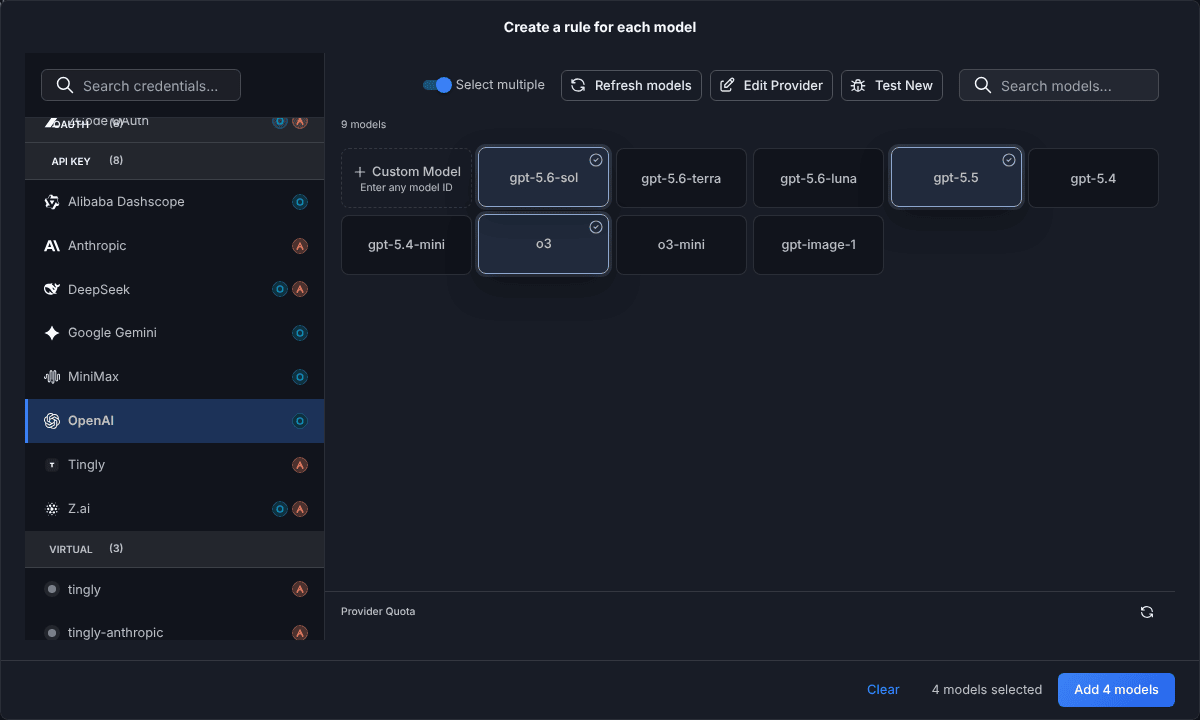 Create a rule for each model
Search credentials...
Select multiple
Refresh models
Edit Provider
Test New
Search models...
OAUTH
9 models
API KEY (8)
Custom Model
Enter any model ID
gpt-5.6-sol
gpt-5.6-terra
gpt-5.6-luna
gpt-5.5
gpt-5.4
gpt-5.4-mini
o3
o3-mini
gpt-image-1
Alibaba Dashscope O
Anthropic A
DeepSeek O A
Google Gemini O
MiniMax O
OpenAI O
T Tingly A
Z.ai O A
VIRTUAL (3)
tingly A
tingly-anthropic A
Provider Quota
Clear
4 models selected
Add 4 models